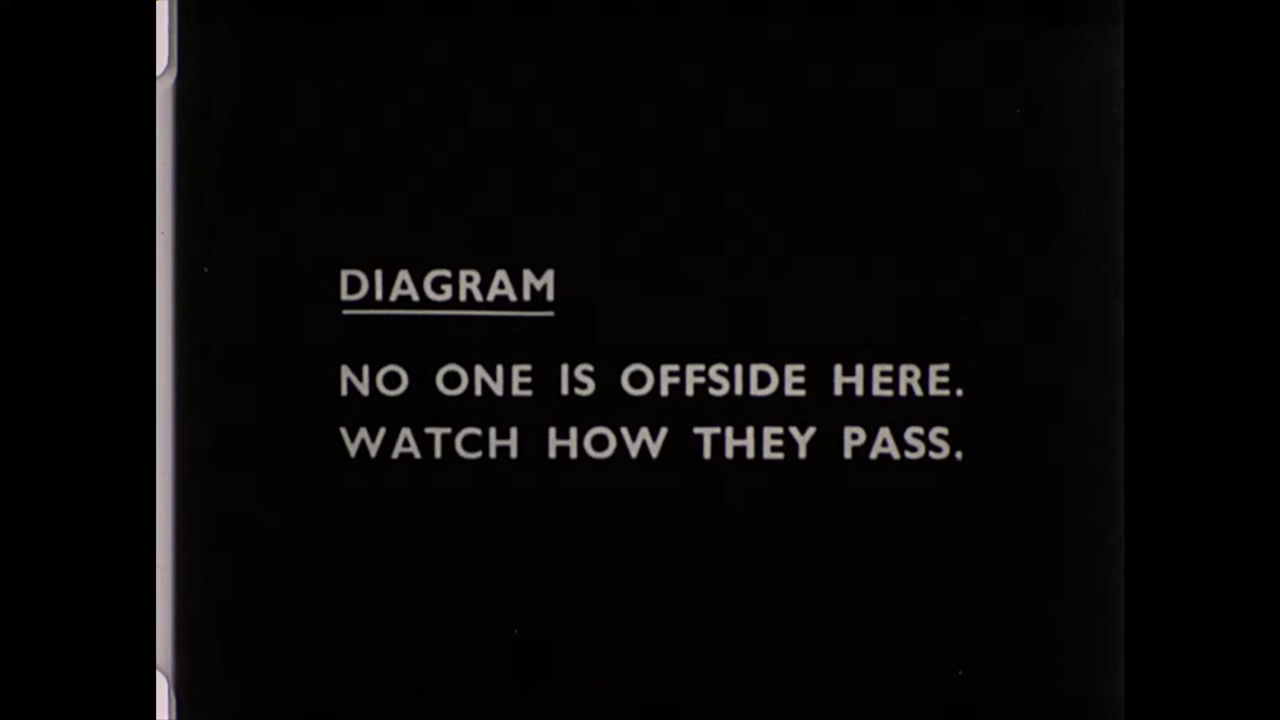 DIAGRAM
NO ONE IS OFFSIDE HERE.
WATCH HOW THEY PASS.